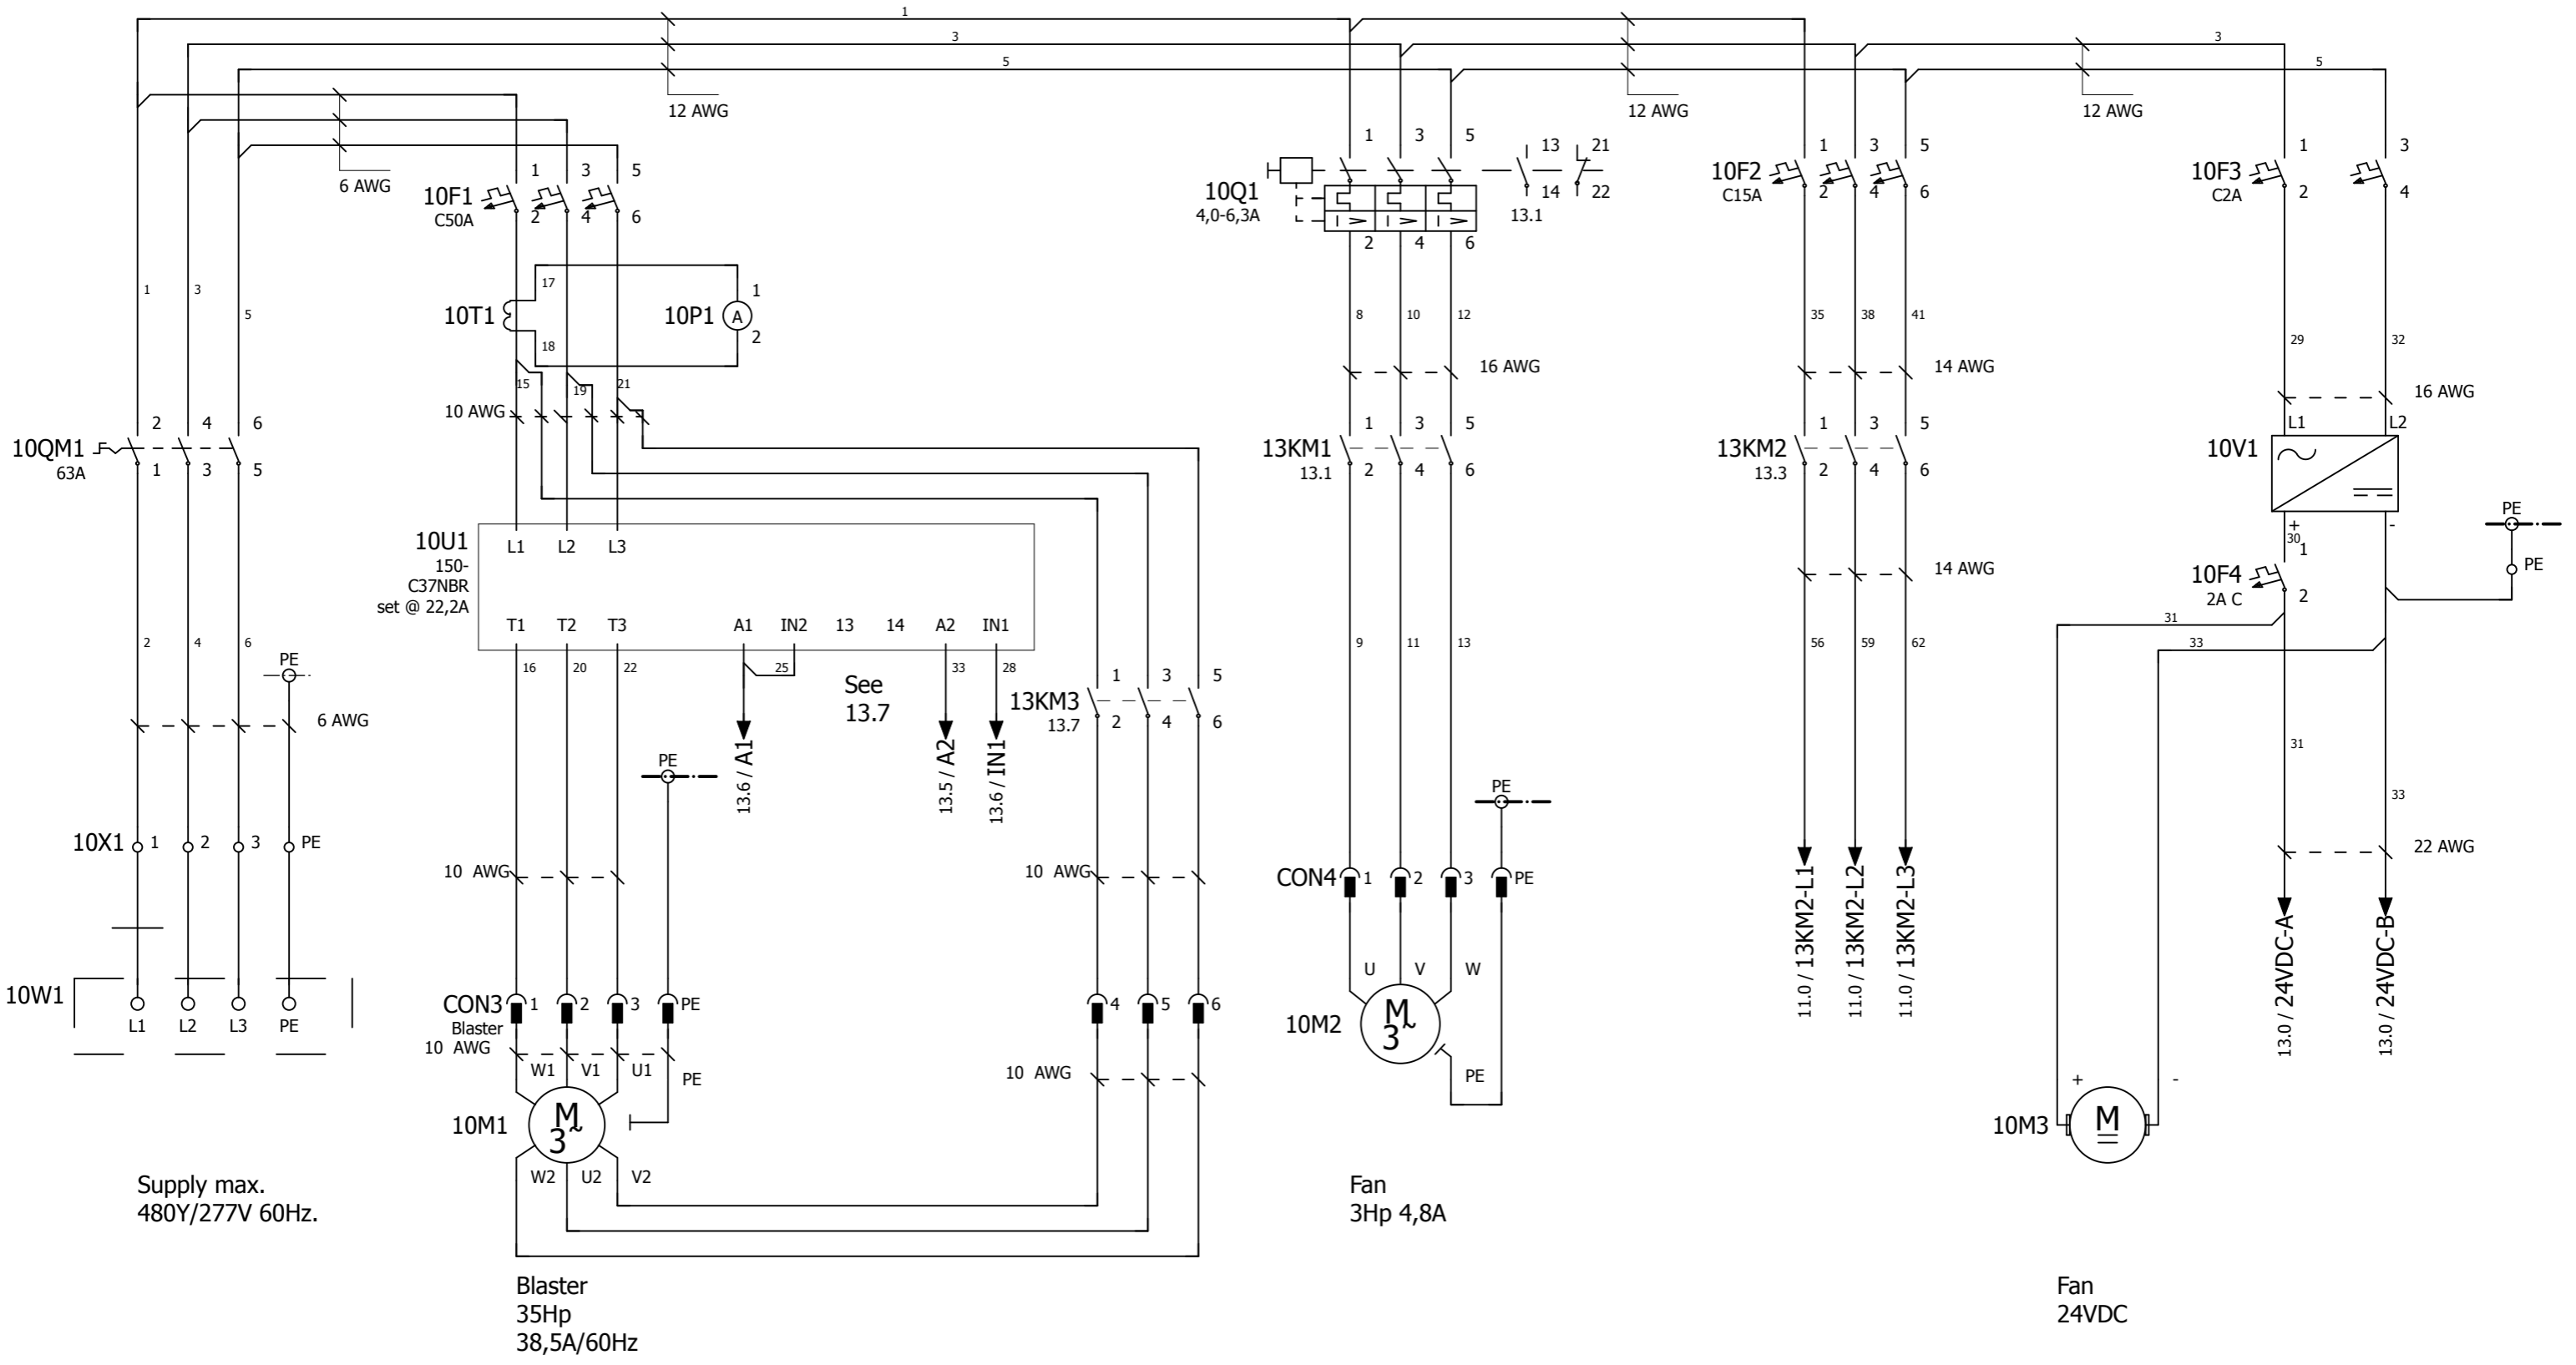 1
3
5
3
5
12 AWG
12 AWG
12 AWG
6 AWG
10F1
C50A
1 3 5
2 4 6
10Q1
4,0-6,3A
1 3 5
13 21
14 22
13.1
I > I > I >
2 4 6
10F2
C15A
1 3 5
2 4 6
10F3
C2A
1 3
2 4
1 3 5
17
10T1
18
10P1
A
1
2
8 10 12
16 AWG
35 38 41
14 AWG
29 32
16 AWG
15 19 21
10 AWG
10QM1
63A
2 4 6
1 3 5
13KM1
13.1
1 3 5
2 4 6
13KM2
13.3
1 3 5
2 4 6
L1 L2
10V1
+ -
30
PE
PE
10F4
2A C
1
2
10U1
150-
C37NBR
set @ 22,2A
L1 L2 L3
T1 T2 T3 A1 IN2 13 14 A2 IN1
14 AWG
31
33
2 4 6
PE
6 AWG
16 20 22
25
33 28
See
13.7
13KM3
13.7
1 3 5
2 4 6
9 11 13
56 59 62
31
33
22 AWG
PE
13.6 / A1
13.5 / A2
13.6 / IN1
PE
10X1
1 2 3 PE
10 AWG
10 AWG
CON4
1 2 3 PE
11.0 / 13KM2-L1
11.0 / 13KM2-L2
11.0 / 13KM2-L3
13.0 / 24VDC-A
13.0 / 24VDC-B
10W1
L1 L2 L3 PE
CON3
Blaster
1 2 3 PE
4 5 6
10 AWG
W1 V1 U1 PE
10 AWG
U V W
10M2
M
3~
PE
10M1
M
3~
W2 U2 V2
10M3
+ -
M
Supply max.
480Y/277V 60Hz.
Fan
3Hp 4,8A
Blaster
35Hp
38,5A/60Hz
Fan
24VDC